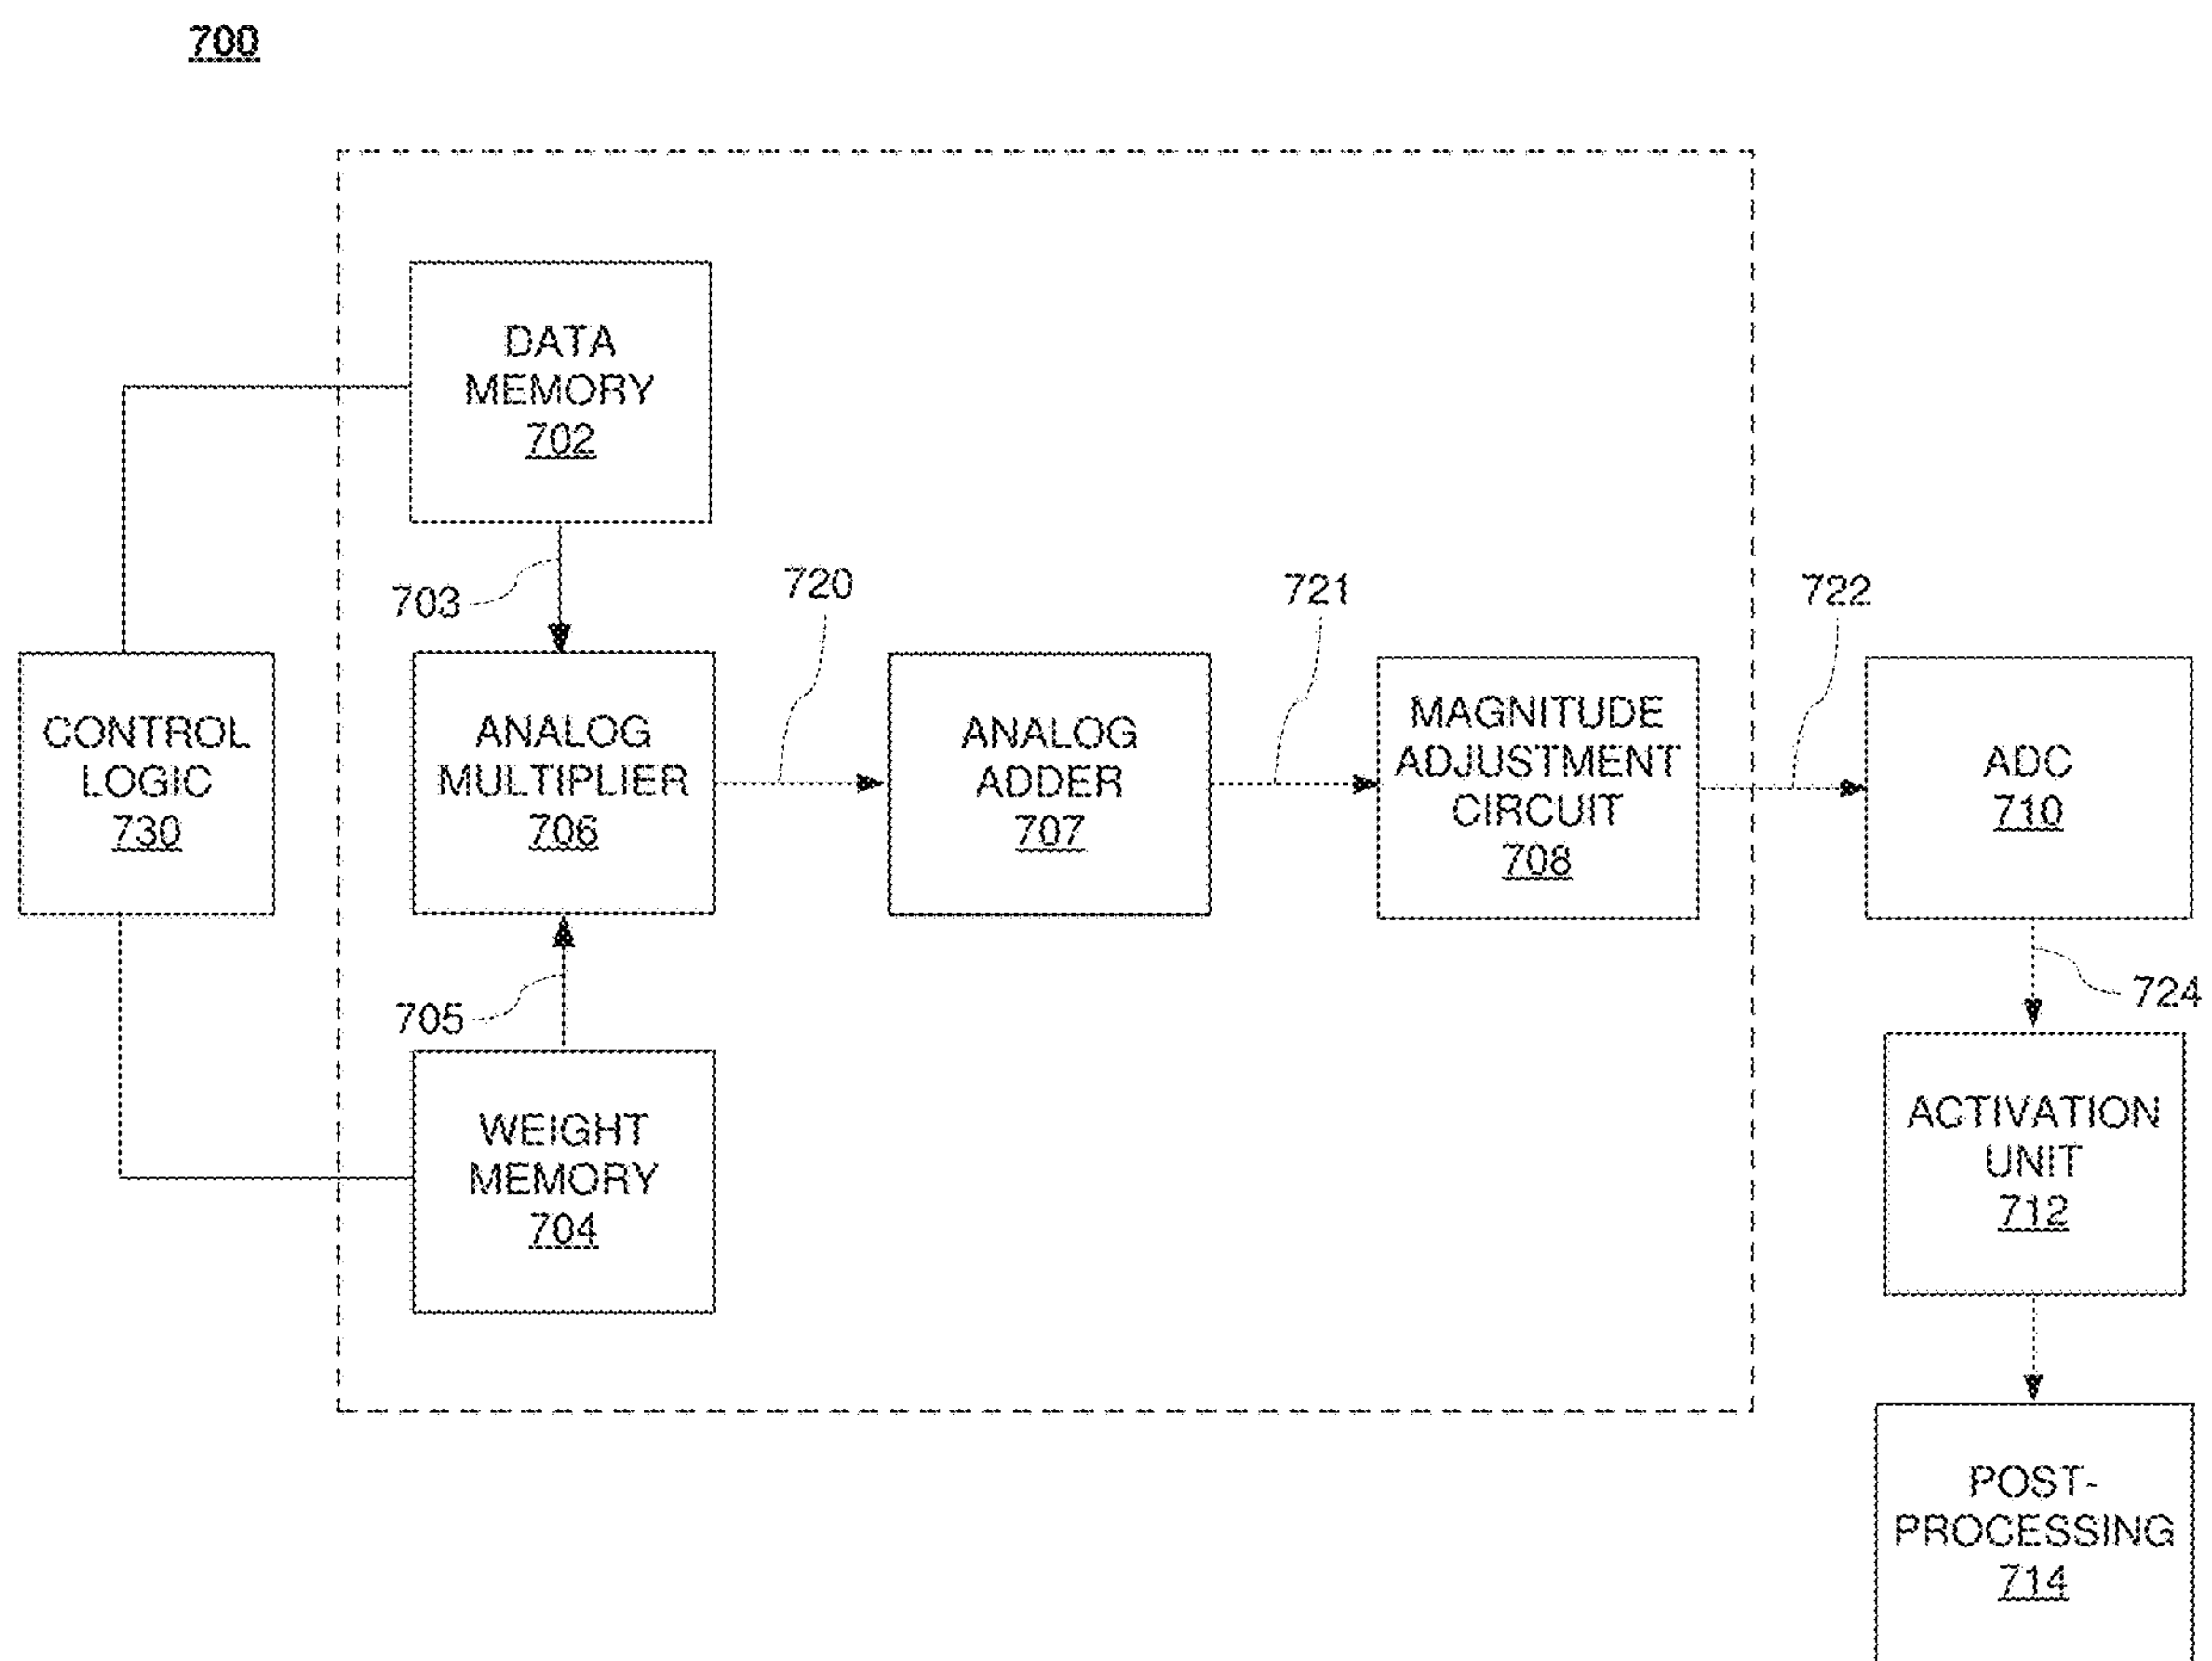 700
DATA
MEMORY
702
703
720
721
722
CONTROL
LOGIC
730
ANALOG
MULTIPLIER
706
ANALOG
ADDER
707
MAGNITUDE
ADJUSTMENT
CIRCUIT
708
ADC
710
705
724
WEIGHT
MEMORY
704
ACTIVATION
UNIT
712
POST-
PROCESSING
714